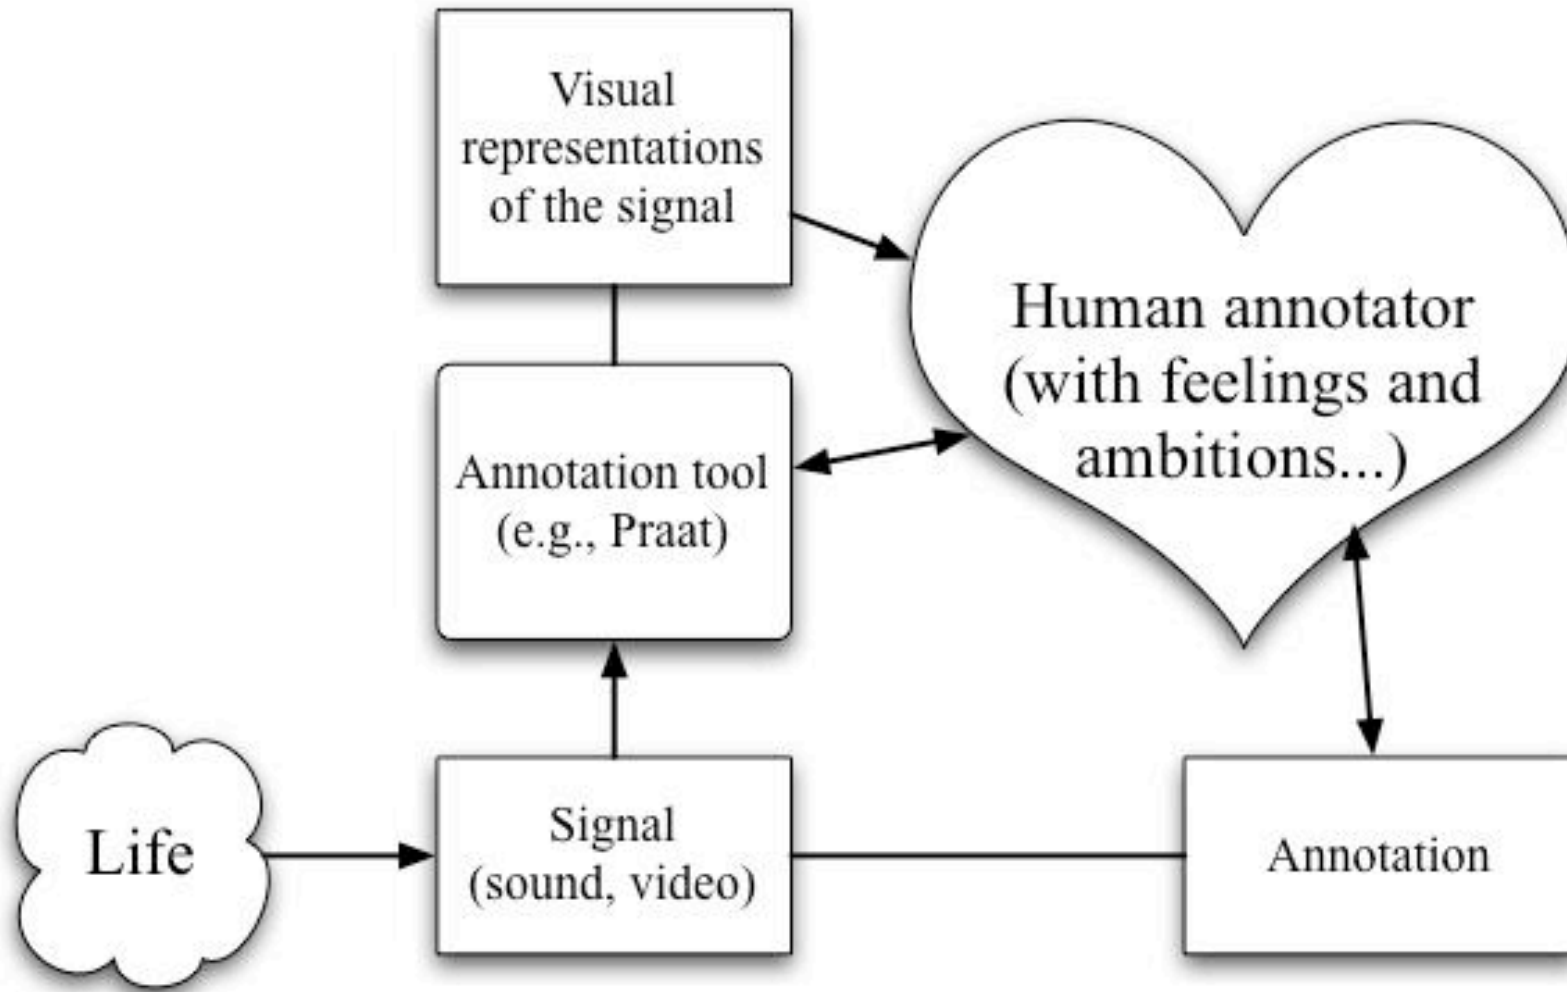 Visual
representations
of the signal
Human annotator
(with feelings and
ambitions...)
Annotation tool
(e.g., Praat)
Life
Signal
(sound, video)
Annotation